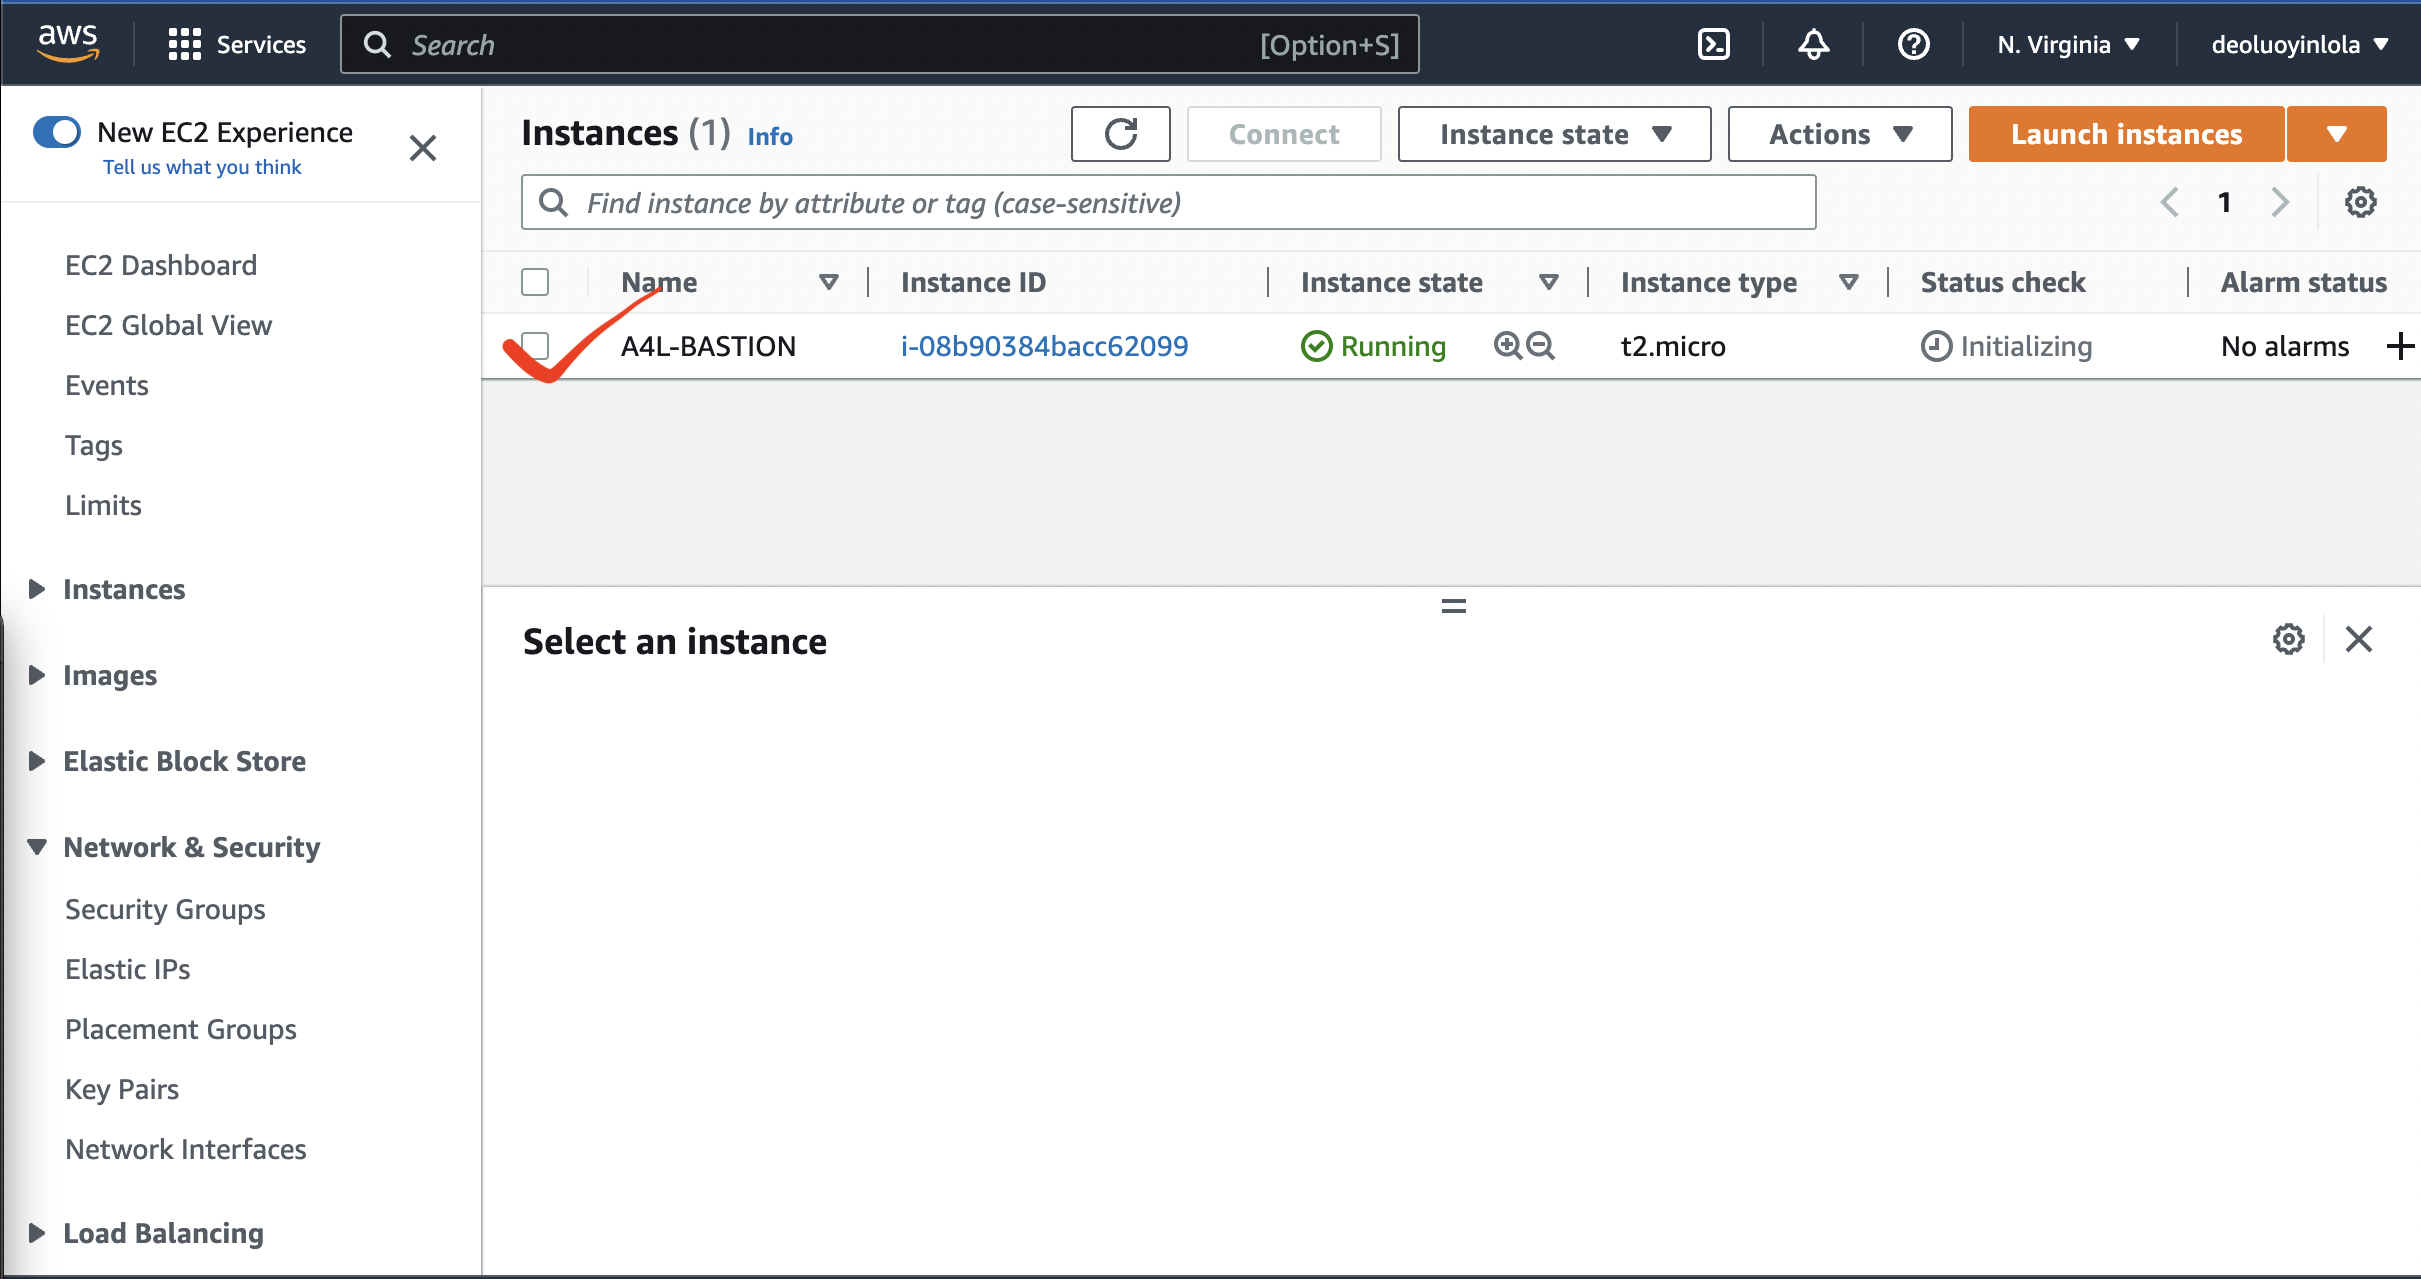 aws Services Search [Option+S] N. Virginia deoluoyinlola
New EC2 Experience
Tell us what you think
EC2 Dashboard
EC2 Global View
Events
Tags
Limits
Instances
Images
Elastic Block Store
Network & Security
Security Groups
Elastic IPs
Placement Groups
Key Pairs
Network Interfaces
Load Balancing
Instances (1) Info Connect Instance state Actions Launch instances
Find instance by attribute or tag (case-sensitive) 1
Name Instance ID Instance state Instance type Status check Alarm status
A4L-BASTION i-08b90384bacc62099 Running t2.micro Initializing No alarms
Select an instance